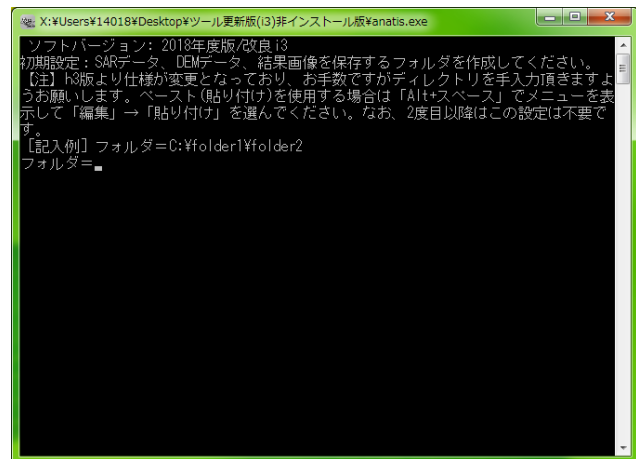 X:¥Users¥14018¥Desktop¥ツール更新版(i3)非インストール版¥anatis.exe
ソフトバージョン: 2018年度版/改良i3
初期設定：SARデータ、DEMデータ、結果画像を保存するフォルダを作成してください。
【注】h3版より仕様が変更となっており、お手数ですがディレクトリを手入力頂きますよ
うお願いします。ペースト(貼り付け)を使用する場合は「Alt+スペース」でメニューを表
示して「編集」→「貼り付け」を選んでください。なお、2度目以降はこの設定は不要で
す。
[記入例] フォルダ＝C:¥folder1¥folder2
フォルダ＝